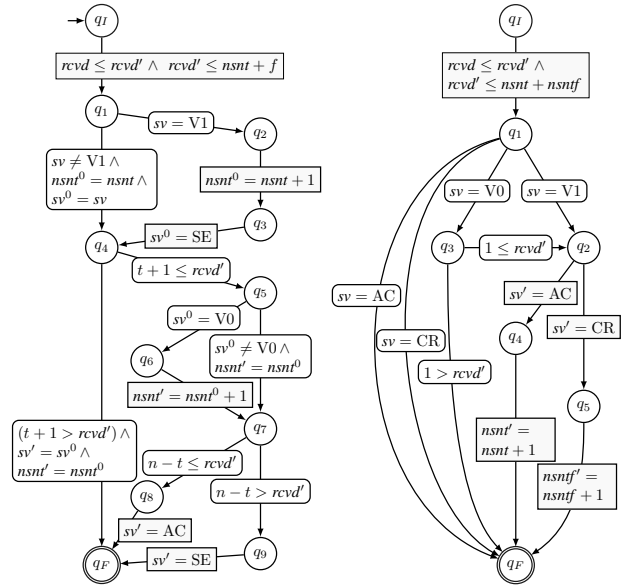 q_I
rcvd ≤ rcvd′ ∧ rcvd′ ≤ nsnt + f
q_1
sv = V1
q_2
sv ≠ V1 ∧
nsnt^0 = nsnt ∧
sv^0 = sv
nsnt^0 = nsnt + 1
q_3
sv^0 = SE
q_4
t + 1 ≤ rcvd′
q_5
sv^0 = V0
sv^0 ≠ V0 ∧
nsnt′ = nsnt^0
q_6
nsnt′ = nsnt^0 + 1
q_7
(t + 1 > rcvd′) ∧
sv′ = sv^0 ∧
nsnt′ = nsnt^0
n − t ≤ rcvd′
n − t > rcvd′
q_8
sv′ = AC
q_F
sv′ = SE
q_9
q_I
rcvd ≤ rcvd′ ∧
rcvd′ ≤ nsnt + nsntf
q_1
sv = V0
sv = V1
q_3
1 ≤ rcvd′
q_2
sv = AC
sv′ = AC
sv′ = CR
q_4
sv = CR
1 > rcvd′
q_5
nsnt′ =
nsnt + 1
nsntf′ =
nsntf + 1
q_F